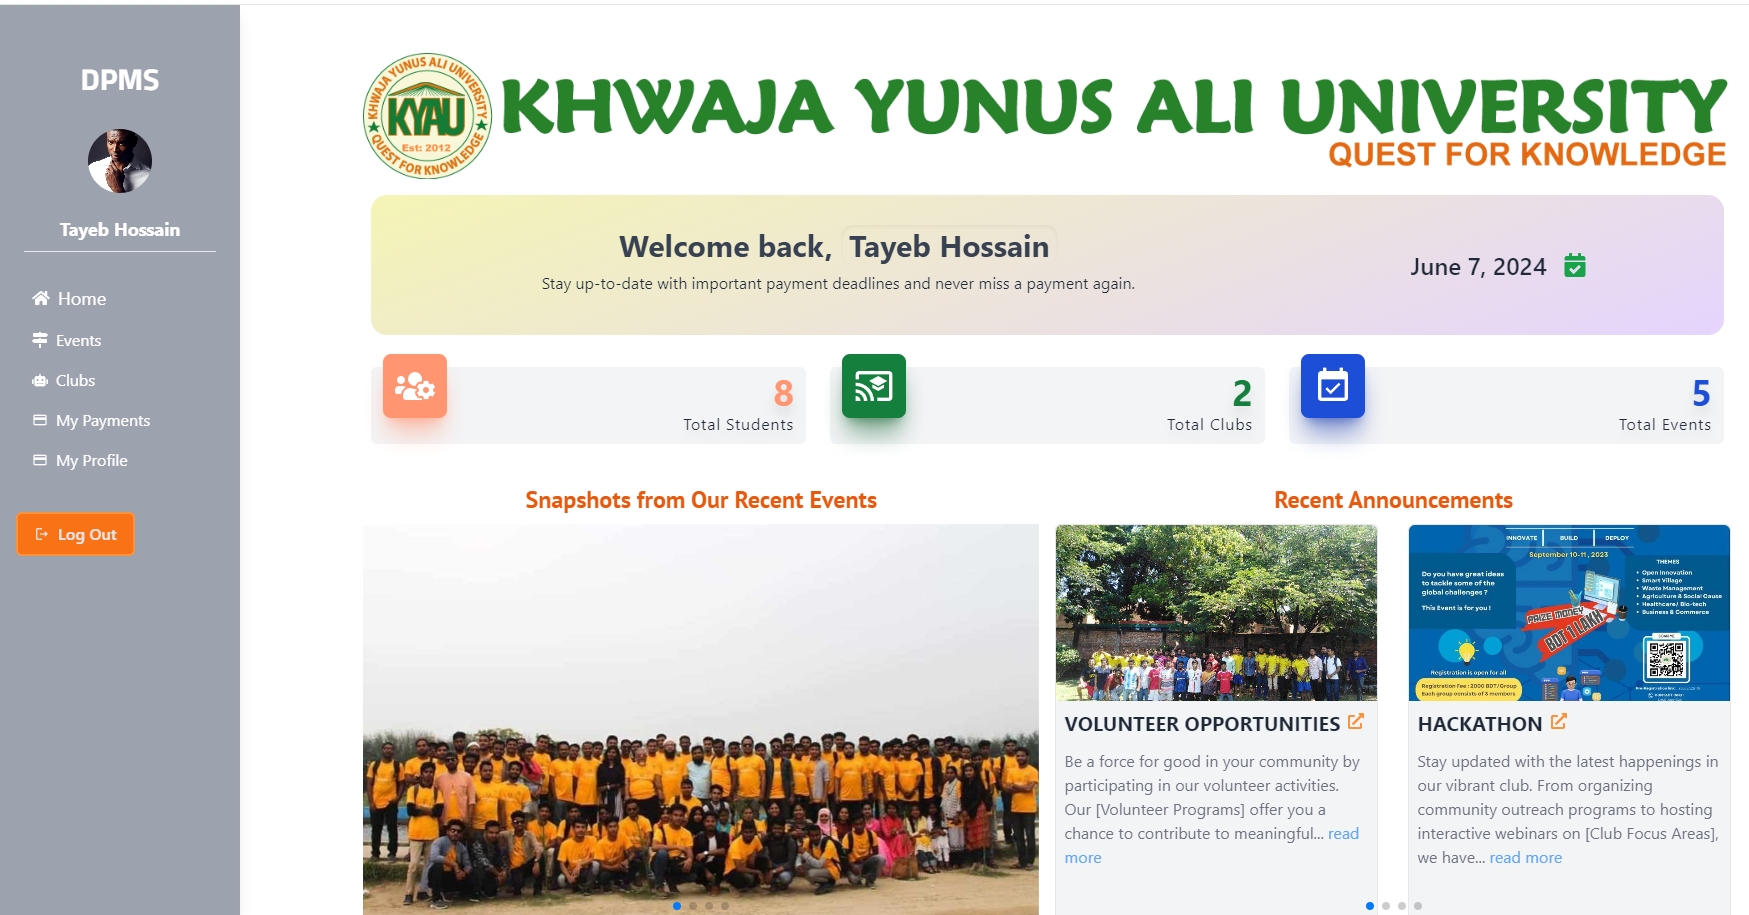 DPMS
Tayeb Hossain
Home
Events
Clubs
My Payments
My Profile
Log Out
KHWAJA YUNUS ALI UNIVERSITY
KYAU
Est: 2012
QUEST FOR KNOWLEDGE
KHWAJA YUNUS ALI UNIVERSITY
QUEST FOR KNOWLEDGE
Welcome back, Tayeb Hossain
Stay up-to-date with important payment deadlines and never miss a payment again.
June 7, 2024
8
Total Students
2
Total Clubs
5
Total Events
Snapshots from Our Recent Events
Recent Announcements
VOLUNTEER OPPORTUNITIES
Be a force for good in your community by
participating in our volunteer activities.
Our [Volunteer Programs] offer you a
chance to contribute to meaningful... read
more
INNOVATE BUILD DEPLOY
September 10-11, 2023
Do you have great ideas
to tackle some of the
global challenges ?
This Event is for you !
THEMES
• Open Innovation
• Smart Village
• Waste Management
• Agriculture & Social Cause
• Healthcare/ Bio-tech
• Business & Commerce
PRIZE MONEY
BDT 1 LAKH
SCAN ME
Registration is open for all
Registration Fee : 2000 BDT/Group
Each group consists of 3 members
HACKATHON
Stay updated with the latest happenings in
our vibrant club. From organizing
community outreach programs to hosting
interactive webinars on [Club Focus Areas],
we have... read more